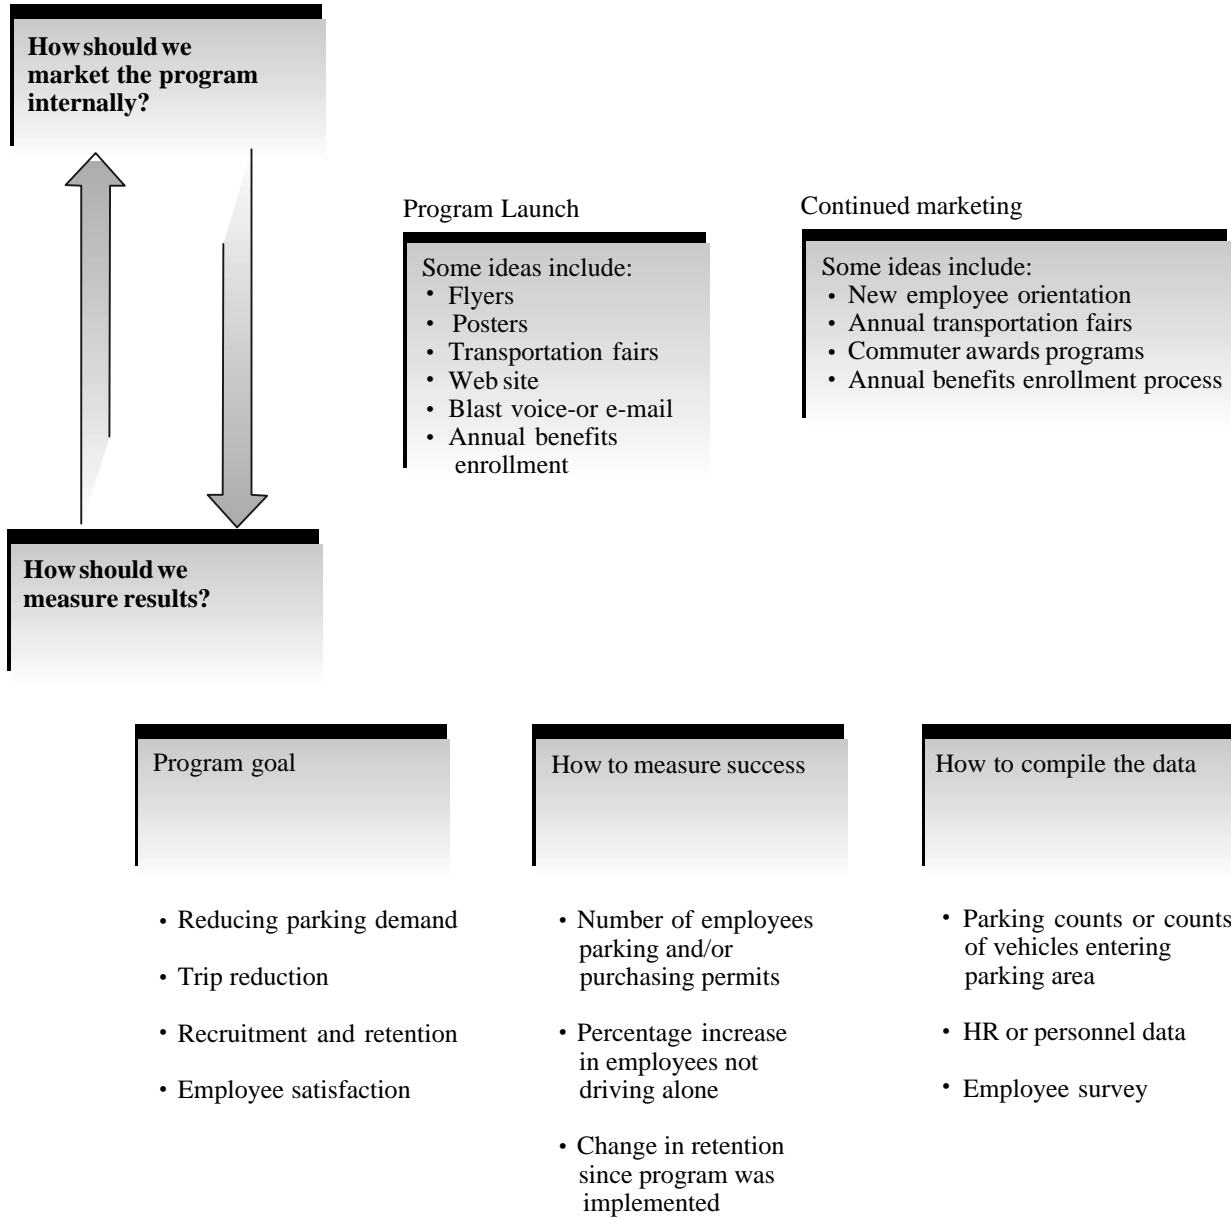 How should we
market the program
internally?
Program Launch
Some ideas include:
• Flyers
• Posters
• Transportation fairs
• Web site
• Blast voice-or e-mail
• Annual benefits
enrollment
Continued marketing
Some ideas include:
• New employee orientation
• Annual transportation fairs
• Commuter awards programs
• Annual benefits enrollment process
How should we
measure results?
Program goal
• Reducing parking demand
• Trip reduction
• Recruitment and retention
• Employee satisfaction
How to measure success
• Number of employees
parking and/or
purchasing permits
• Percentage increase
in employees not
driving alone
• Change in retention
since program was
implemented
How to compile the data
• Parking counts or counts
of vehicles entering
parking area
• HR or personnel data
• Employee survey